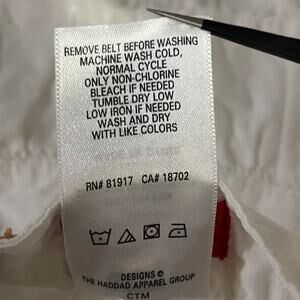 REMOVE BELT BEFORE WASHING
MACHINE WASH COLD,
NORMAL CYCLE
ONLY NON-CHLORINE
BLEACH IF NEEDED
TUMBLE DRY LOW
LOW IRON IF NEEDED
WASH AND DRY
WITH LIKE COLORS
RN# 81917 CA# 18702
DESIGNS ©
THE HADDAD APPAREL GROUP
CTM